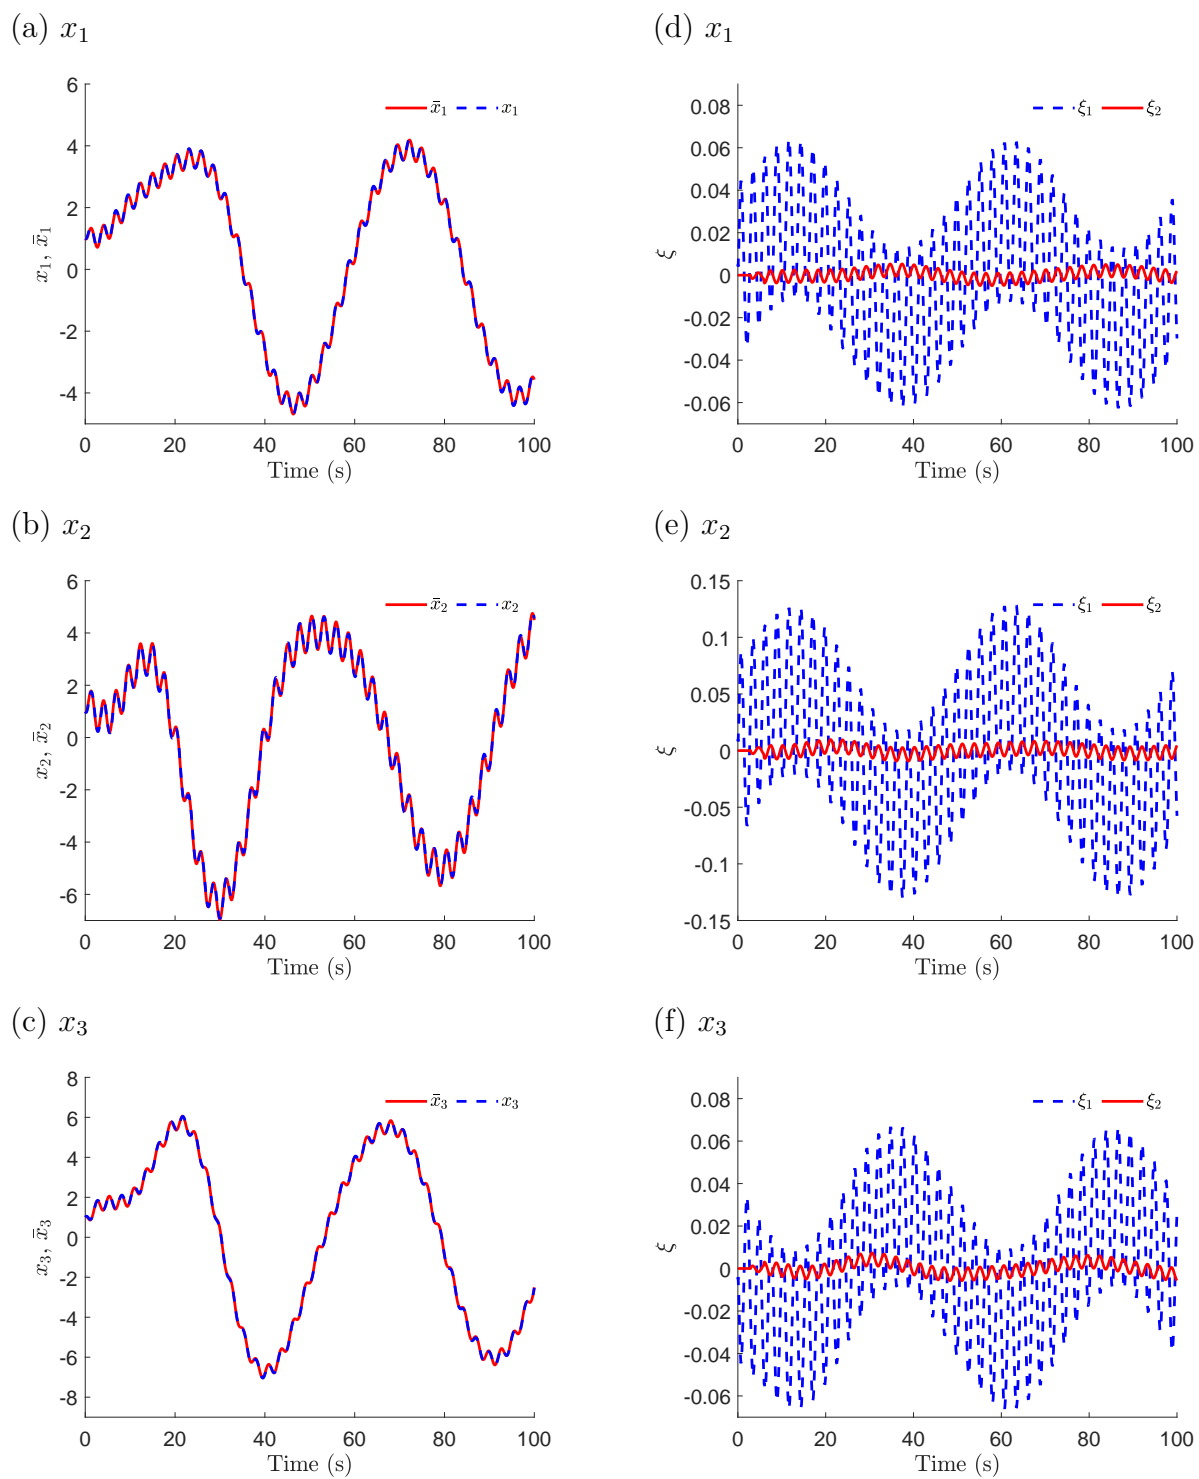 (a) x₁
6
4
2
0
-2
-4
0 20 40 60 80 100
x₁, x̄₁
Time (s)
x̄₁ x₁
(d) x₁
0.08
0.06
0.04
0.02
0
-0.02
-0.04
-0.06
0 20 40 60 80 100
ξ
Time (s)
ξ₁ ξ₂
(b) x₂
6
4
2
0
-2
-4
-6
0 20 40 60 80 100
x₂, x̄₂
Time (s)
x̄₂ x₂
(e) x₂
0.15
0.1
0.05
0
-0.05
-0.1
-0.15
0 20 40 60 80 100
ξ
Time (s)
ξ₁ ξ₂
(c) x₃
8
6
4
2
0
-2
-4
-6
-8
0 20 40 60 80 100
x₃, x̄₃
Time (s)
x̄₃ x₃
(f) x₃
0.08
0.06
0.04
0.02
0
-0.02
-0.04
-0.06
0 20 40 60 80 100
ξ
Time (s)
ξ₁ ξ₂